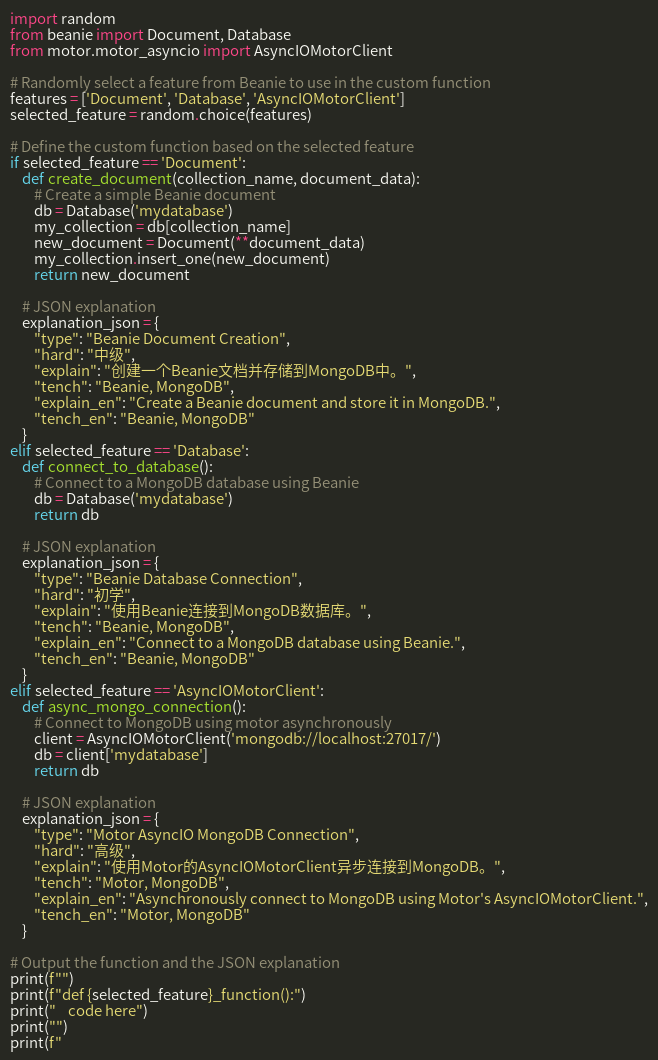 import random
from beanie import Document, Database
from motor.motor_asyncio import AsyncIOMotorClient

# Randomly select a feature from Beanie to use in the custom function
features = ['Document', 'Database', 'AsyncIOMotorClient']
selected_feature = random.choice(features)

# Define the custom function based on the selected feature
if selected_feature == 'Document':
    def create_document(collection_name, document_data):
        # Create a simple Beanie document
        db = Database('mydatabase')
        my_collection = db[collection_name]
        new_document = Document(**document_data)
        my_collection.insert_one(new_document)
        return new_document

    # JSON explanation
    explanation_json = {
        "type": "Beanie Document Creation",
        "hard": "中级",
        "explain": "创建一个Beanie文档并存储到MongoDB中。",
        "tench": "Beanie, MongoDB",
        "explain_en": "Create a Beanie document and store it in MongoDB.",
        "tench_en": "Beanie, MongoDB"
    }
elif selected_feature == 'Database':
    def connect_to_database():
        # Connect to a MongoDB database using Beanie
        db = Database('mydatabase')
        return db

    # JSON explanation
    explanation_json = {
        "type": "Beanie Database Connection",
        "hard": "初学",
        "explain": "使用Beanie连接到MongoDB数据库。",
        "tench": "Beanie, MongoDB",
        "explain_en": "Connect to a MongoDB database using Beanie.",
        "tench_en": "Beanie, MongoDB"
    }
elif selected_feature == 'AsyncIOMotorClient':
    def async_mongo_connection():
        # Connect to MongoDB using motor asynchronously
        client = AsyncIOMotorClient('mongodb://localhost:27017/')
        db = client['mydatabase']
        return db

    # JSON explanation
    explanation_json = {
        "type": "Motor AsyncIO MongoDB Connection",
        "hard": "高级",
        "explain": "使用Motor的AsyncIOMotorClient异步连接到MongoDB。",
        "tench": "Motor, MongoDB",
        "explain_en": "Asynchronously connect to MongoDB using Motor's AsyncIOMotorClient.",
        "tench_en": "Motor, MongoDB"
    }

# Output the function and the JSON explanation
print(f"")
print(f"def {selected_feature}_function():")
print("    code here")
print("")
print(f"